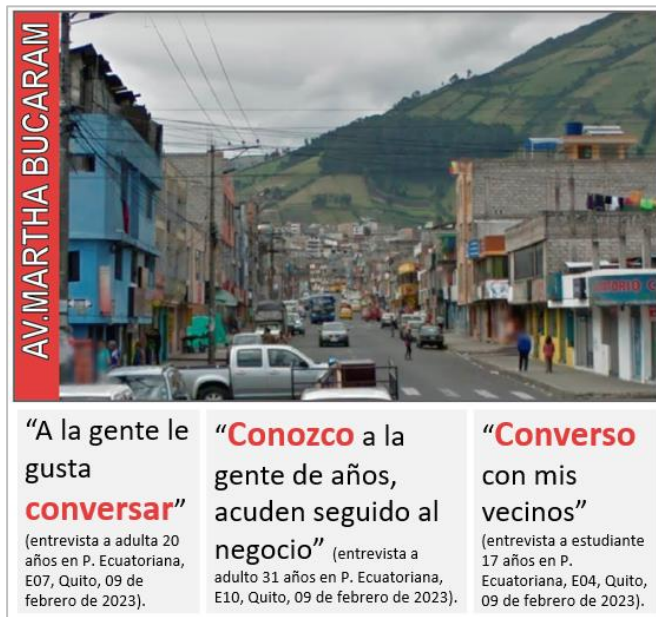 AV.MARTHA BUCARAM
“A la gente le
gusta
conversar”
(entrevista a adulta 20
años en P. Ecuatoriana,
E07, Quito, 09 de
febrero de 2023).
“Conozco a la
gente de años,
acuden seguido al
negocio” (entrevista a
adulto 31 años en P. Ecuatoriana,
E10, Quito, 09 de febrero de 2023).
“Converso
con mis
vecinos”
(entrevista a estudiante
17 años en P.
Ecuatoriana, E04, Quito,
09 de febrero de 2023).